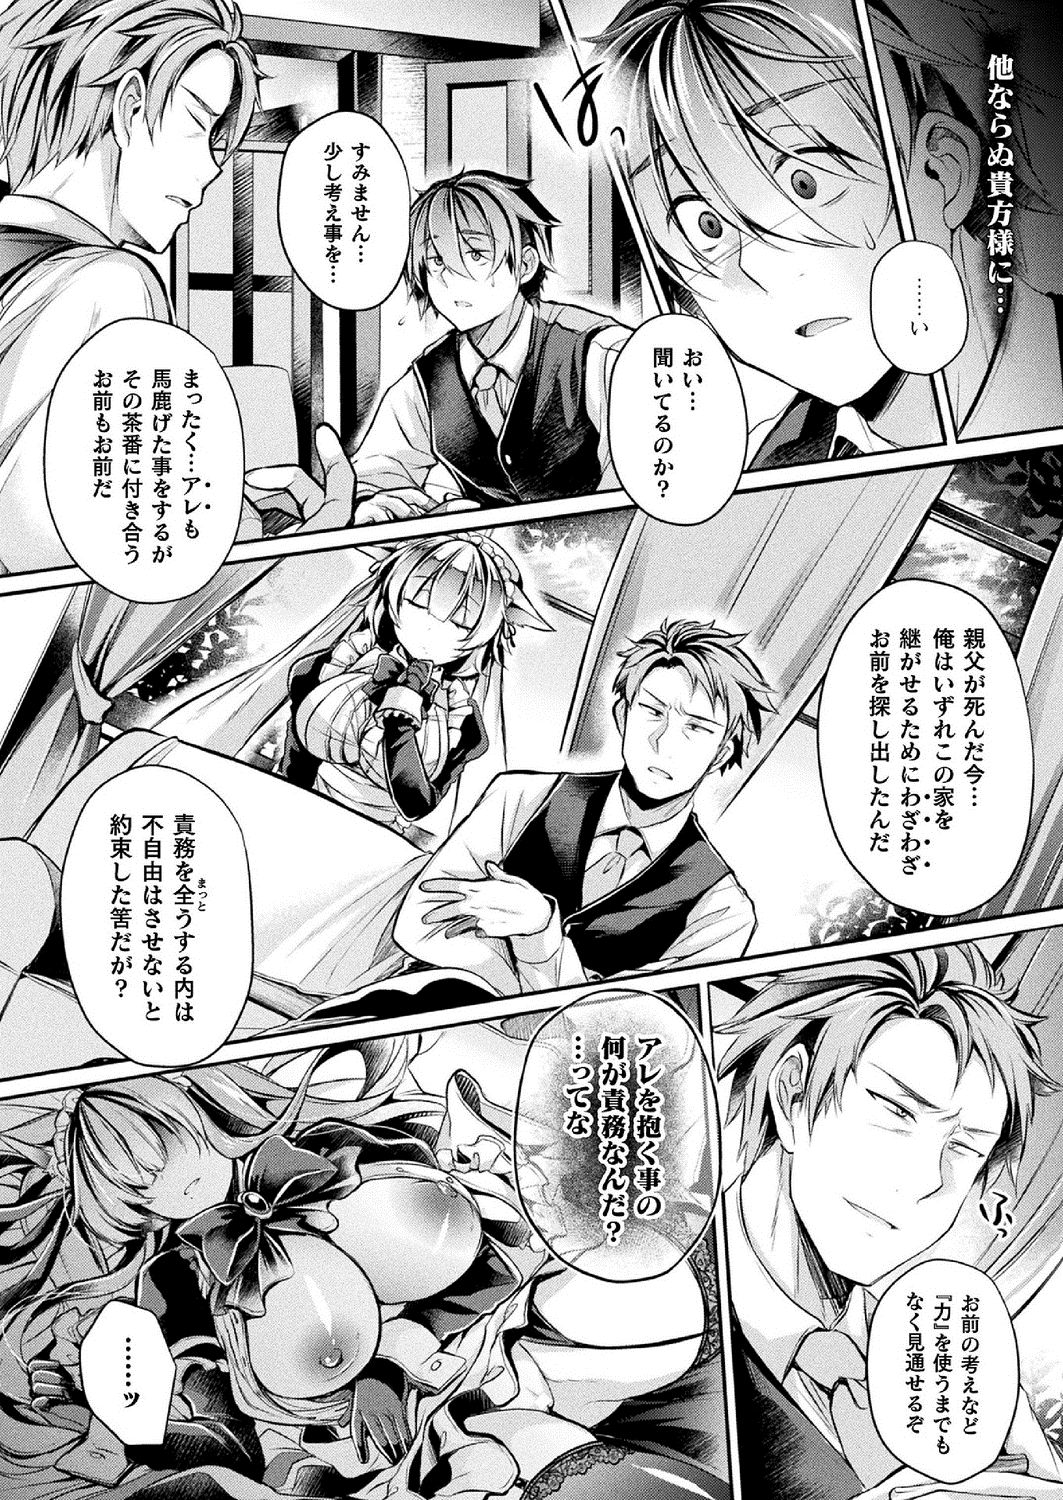 他ならぬ貴方様に…
……い
は
おい…
聞いてるのか？
すみません…
少し考え事を…
まったく…アレも
馬鹿げた事をするが
その茶番に付き合う
お前もお前だ
親父が死んだ今…
俺はいずれこの家を
継がせるためにわざわざ
お前を探し出したんだ
責務を全うする内は
まっと
不自由はさせないと
約束した筈だが？
ふっ
お前の考えなど
『力』を使うまでも
なく見通せるぞ
アレを抱く事の
何が責務なんだ？
…ってな
……ッ